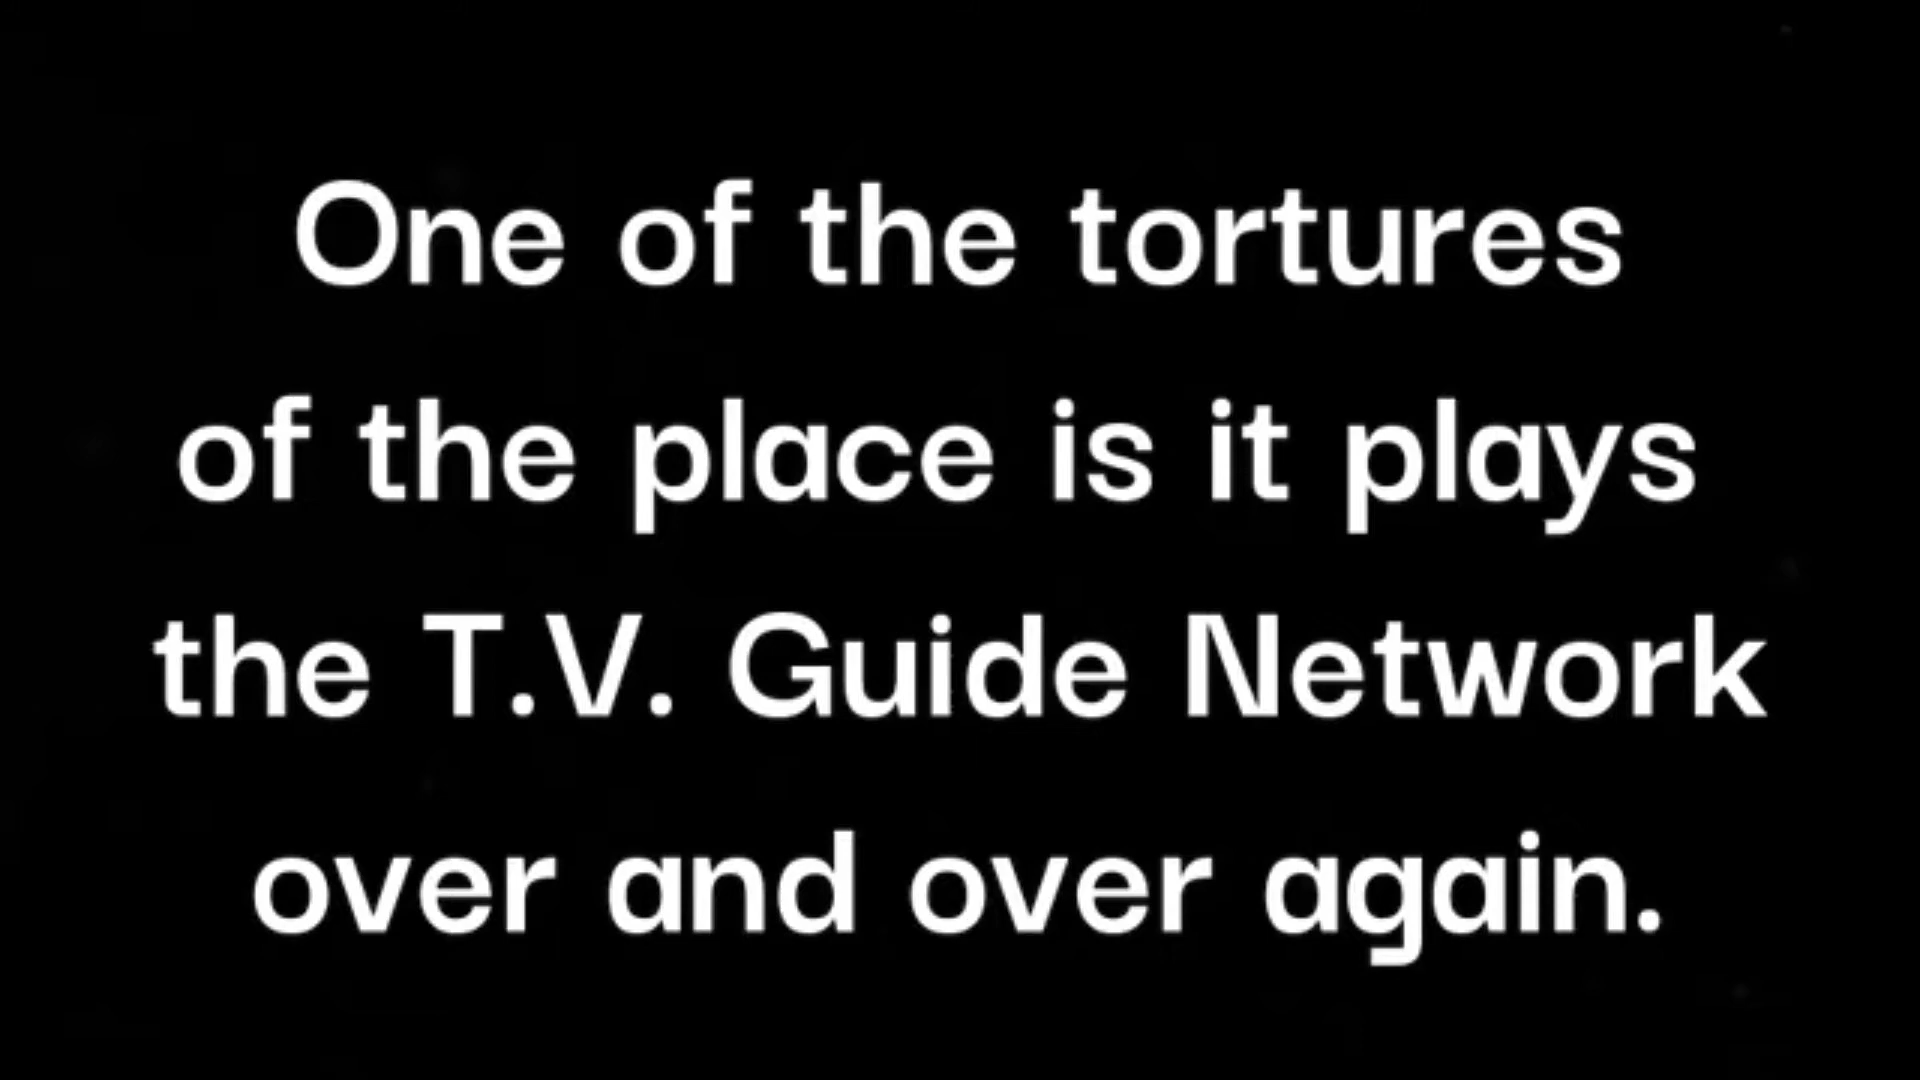 One of the tortures
of the place is it plays
the T.V. Guide Network
over and over again.